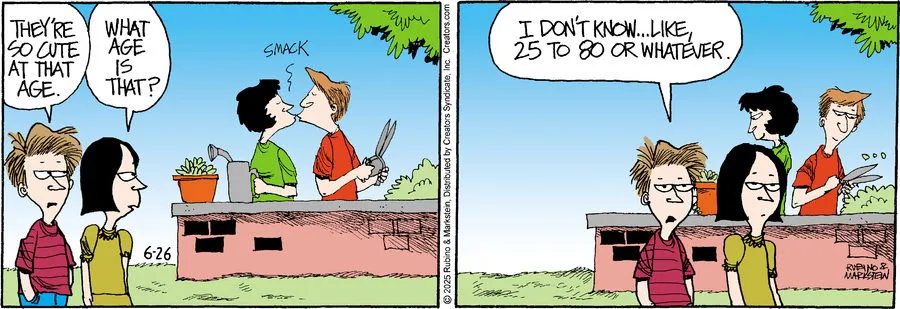 THEY'RE
SO CUTE
AT THAT
AGE.
WHAT
AGE
IS
THAT?
SMACK
6-26
© 2025 Rubino & Markstein, Distributed by Creators Syndicate, Inc. Creators.com
I DON'T KNOW...LIKE,
25 TO 80 OR WHATEVER.
RUBINO &
MARKSTEIN